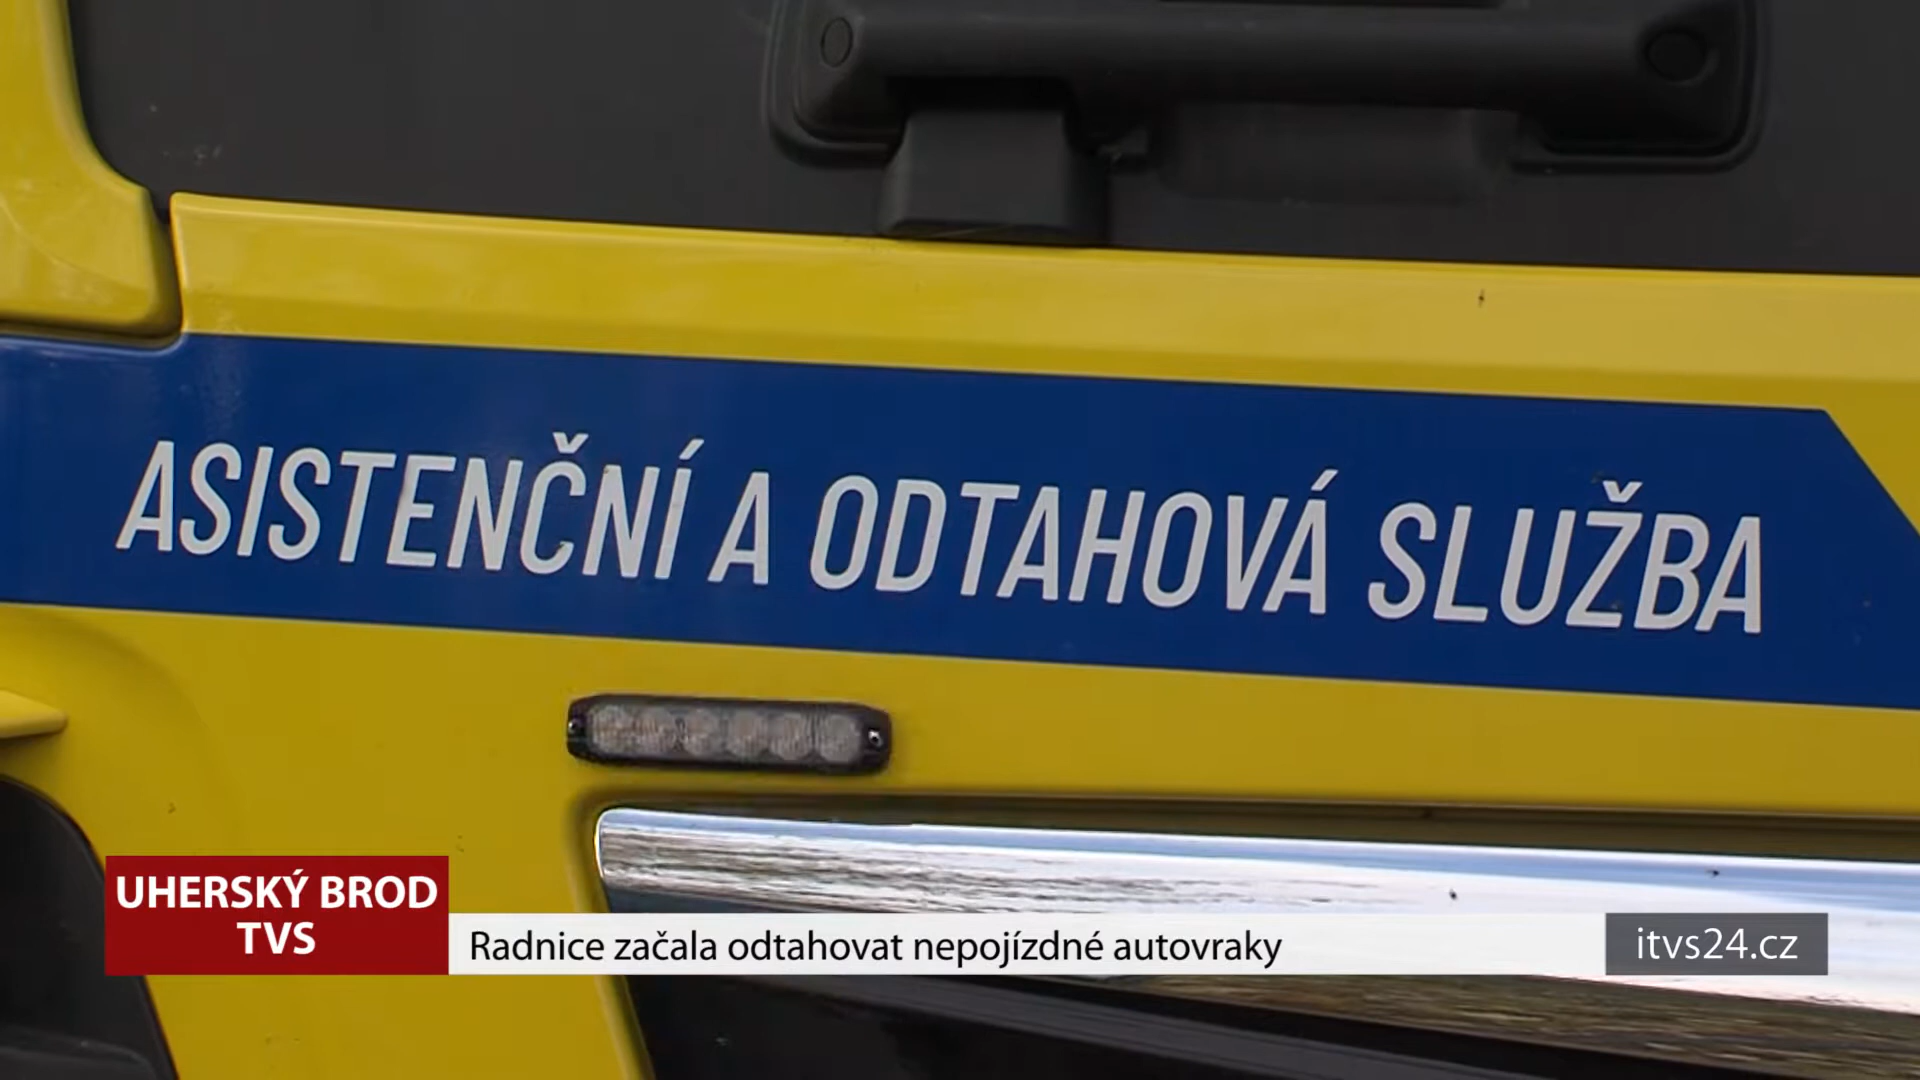 ASISTENČNÍ A ODTAHOVÁ SLUŽBA
UHERSKÝ BROD
TVS
Radnice začala odtahovat nepojízdné autovraky
itvs24.cz